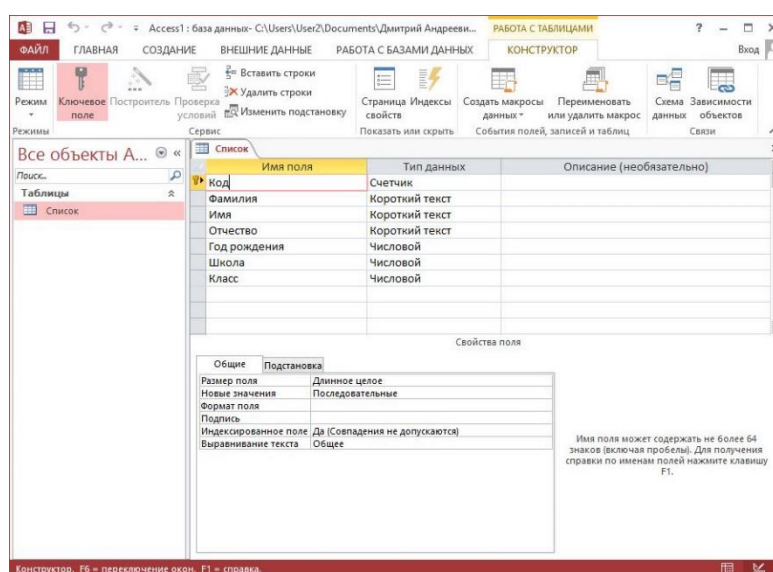 Access1 : база данных- C:\Users\User2\Documents\Дмитрий Андрееви...
РАБОТА С ТАБЛИЦАМИ
ФАЙЛ ГЛАВНАЯ СОЗДАНИЕ ВНЕШНИЕ ДАННЫЕ РАБОТА С БАЗАМИ ДАННЫХ КОНСТРУКТОР Вход
Режим
Ключевое поле
Построитель
Проверка условий
Вставить строки
Удалить строки
Изменить подстановку
Страница свойств
Индексы
Создать макросы данных
Переименовать или удалить макрос
Схема данных
Зависимости объектов
Режимы Сервис Показать или скрыть События полей, записей и таблиц Связи
Все объекты A...
Поиск...
Таблицы
Список
Список
Имя поля Тип данных Описание (необязательно)
Код Счетчик
Фамилия Короткий текст
Имя Короткий текст
Отчество Короткий текст
Год рождения Числовой
Школа Числовой
Класс Числовой
Свойства поля
Общие Подстановка
Размер поля Длинное целое
Новые значения Последовательные
Формат поля
Подпись
Индексированное поле Да (Совпадения не допускаются)
Выравнивание текста Общее
Имя поля может содержать не более 64
знаков (включая пробелы). Для получения
справки по именам полей нажмите клавишу
F1.
Конструктор. F6 = переключение окон. F1 = справка.